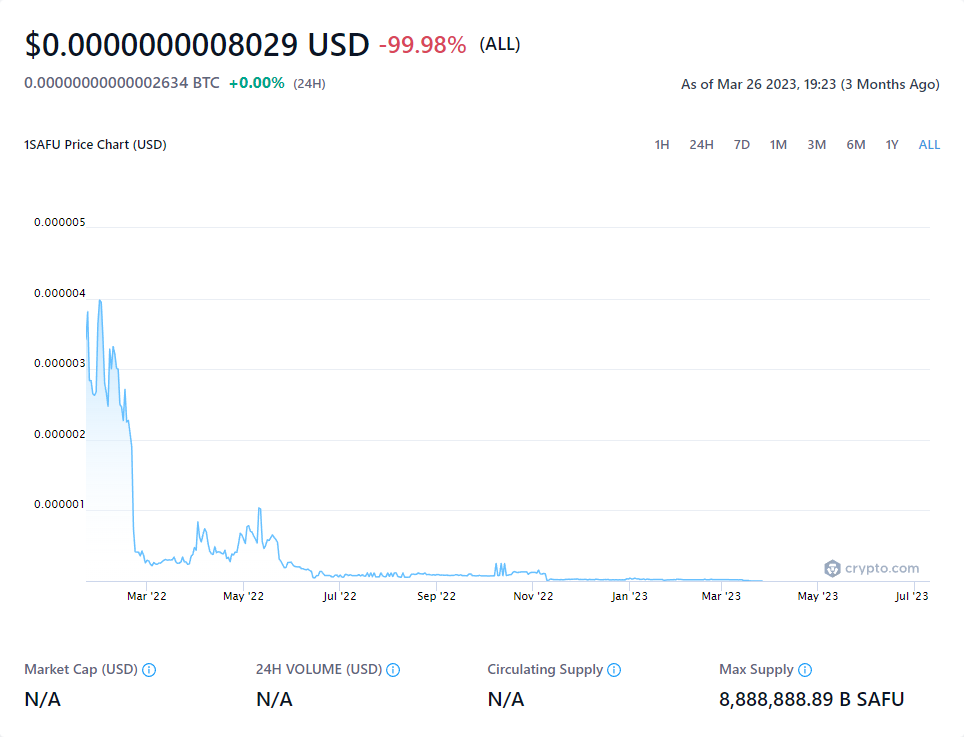 $0.0000000008029 USD -99.98% (ALL)
0.00000000000002634 BTC +0.00% (24H)
As of Mar 26 2023, 19:23 (3 Months Ago)
1SAFU Price Chart (USD)
1H 24H 7D 1M 3M 6M 1Y ALL
0.000005
0.000004
0.000003
0.000002
0.000001
crypto.com
Mar '22 May '22 Jul '22 Sep '22 Nov '22 Jan '23 Mar '23 May '23 Jul '23
Market Cap (USD) 24H VOLUME (USD) Circulating Supply Max Supply
N/A N/A N/A 8,888,888.89 B SAFU